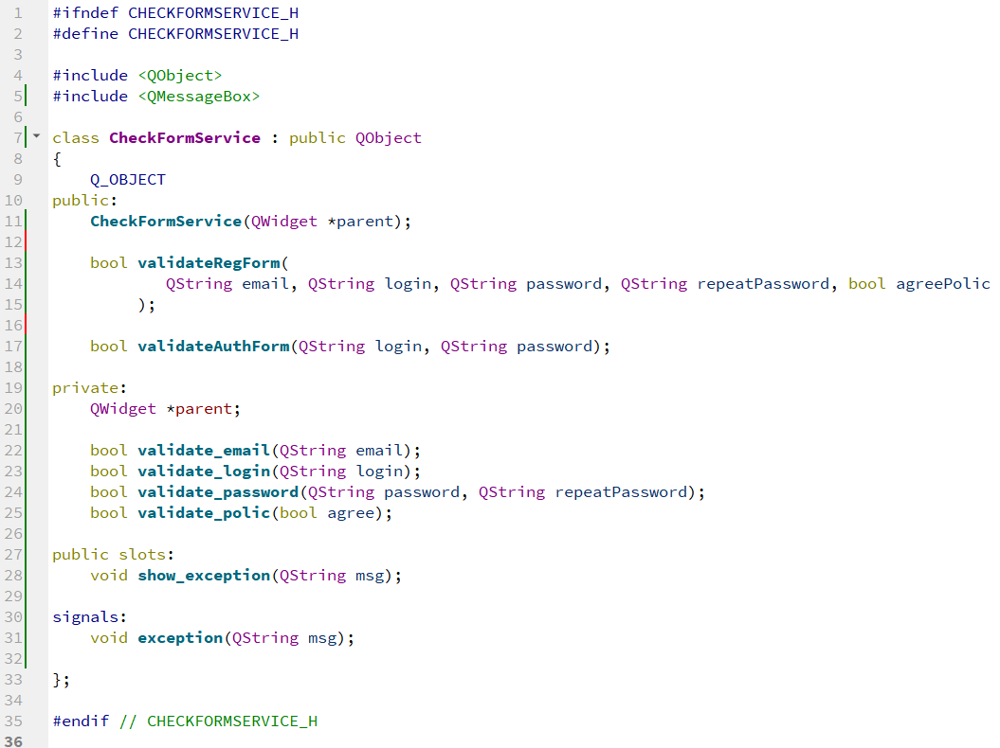 1 #ifndef CHECKFORMSERVICE_H
2 #define CHECKFORMSERVICE_H
3
4 #include <QObject>
5 #include <QMessageBox>
6
7 class CheckFormService : public QObject
8 {
9     Q_OBJECT
10 public:
11     CheckFormService(QWidget *parent);
12
13     bool validateRegForm(
14             QString email, QString login, QString password, QString repeatPassword, bool agreePolic
15          );
16
17     bool validateAuthForm(QString login, QString password);
18
19 private:
20     QWidget *parent;
21
22     bool validate_email(QString email);
23     bool validate_login(QString login);
24     bool validate_password(QString password, QString repeatPassword);
25     bool validate_polic(bool agree);
26
27 public slots:
28     void show_exception(QString msg);
29
30 signals:
31     void exception(QString msg);
32
33 };
34
35 #endif // CHECKFORMSERVICE_H
36